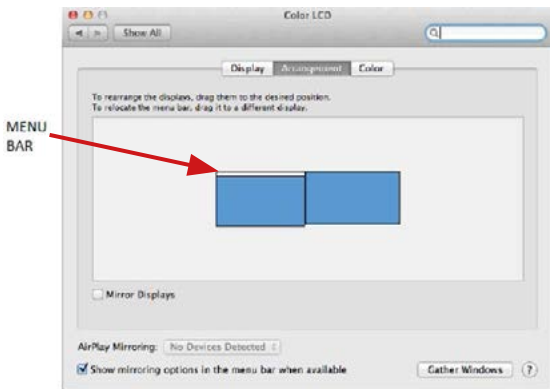 Color LCD
Show All
Display Arrangement Color
To rearrange the displays, drag them to the desired position.
To relocate the menu bar, drag it to a different display.
MENU
BAR
Mirror Displays
AirPlay Mirroring: No Devices Detected
Show mirroring options in the menu bar when available
Gather Windows ?